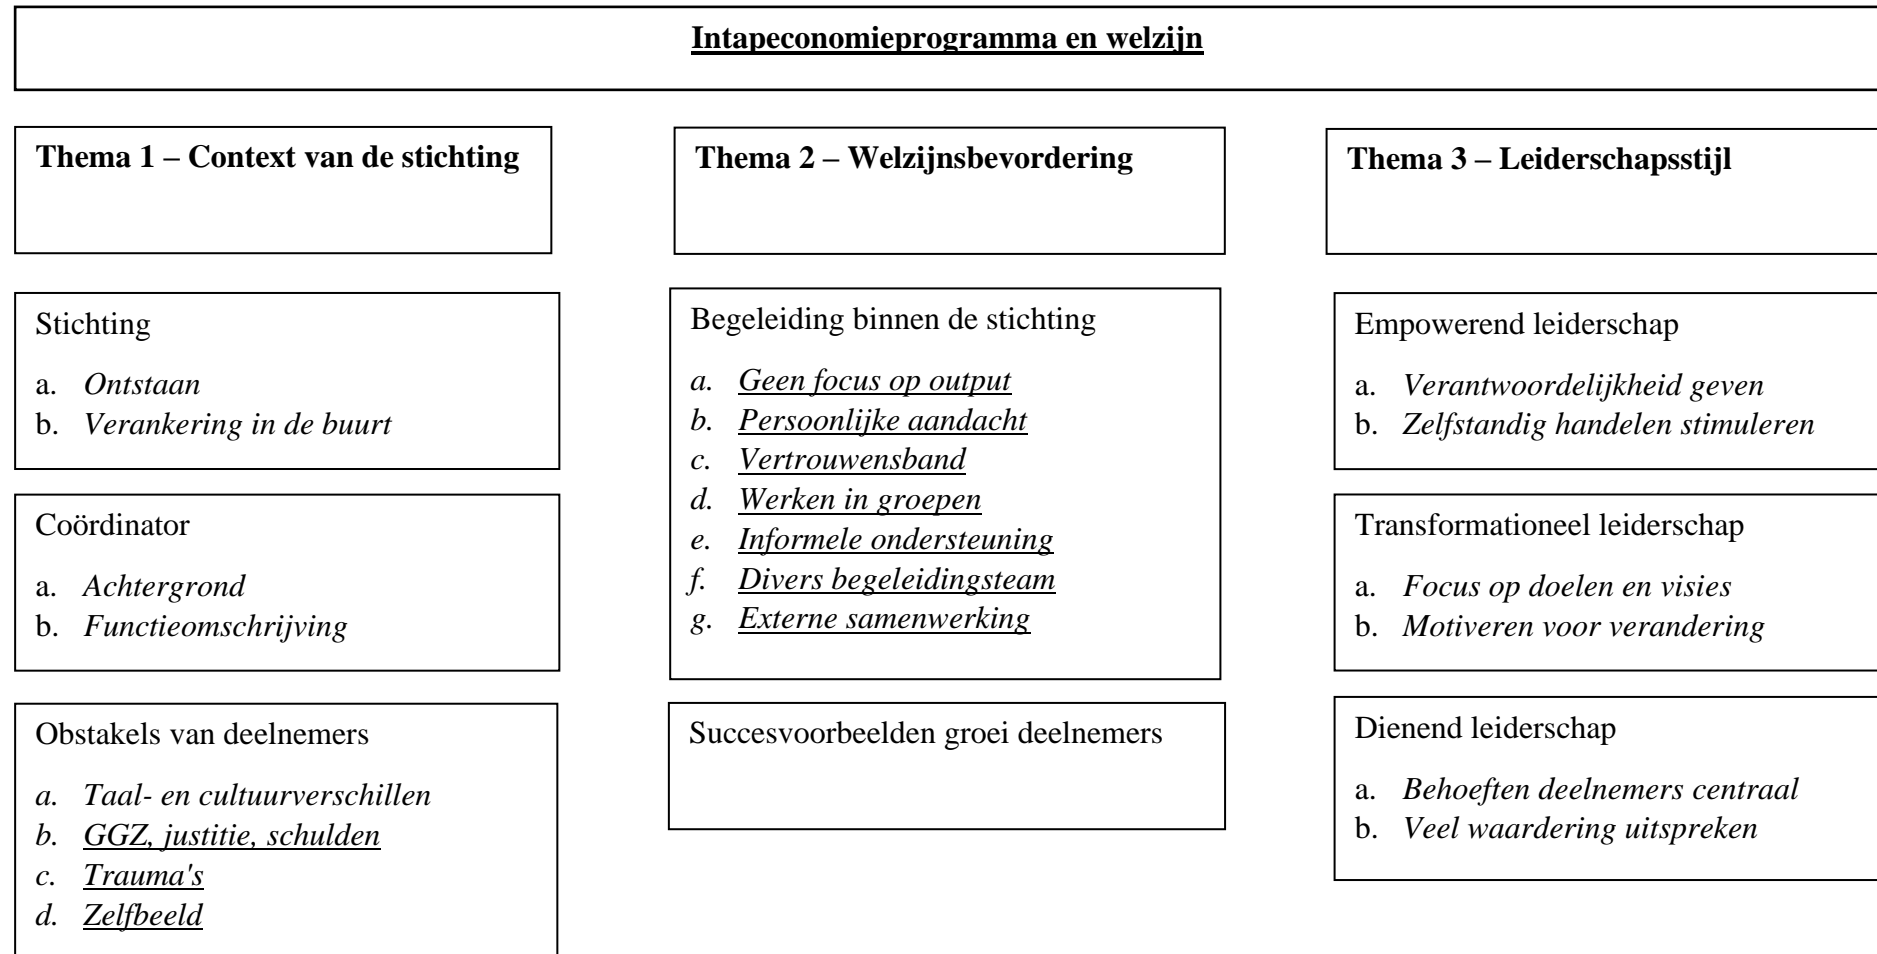 Intapeconomieprogramma en welzijn
Thema 1 – Context van de stichting
Stichting
a. Ontstaan
b. Verankering in de buurt
Coördinator
a. Achtergrond
b. Functieomschrijving
Obstakels van deelnemers
a. Taal- en cultuurverschillen
b. GGZ, justitie, schulden
c. Trauma's
d. Zelfbeeld
Thema 2 – Welzijnsbevordering
Begeleiding binnen de stichting
a. Geen focus op output
b. Persoonlijke aandacht
c. Vertrouwensband
d. Werken in groepen
e. Informele ondersteuning
f. Divers begeleidingsteam
g. Externe samenwerking
Succesvoorbeelden groei deelnemers
Thema 3 – Leiderschapsstijl
Empowerend leiderschap
a. Verantwoordelijkheid geven
b. Zelfstandig handelen stimuleren
Transformationeel leiderschap
a. Focus op doelen en visies
b. Motiveren voor verandering
Dienend leiderschap
a. Behoeften deelnemers centraal
b. Veel waardering uitspreken